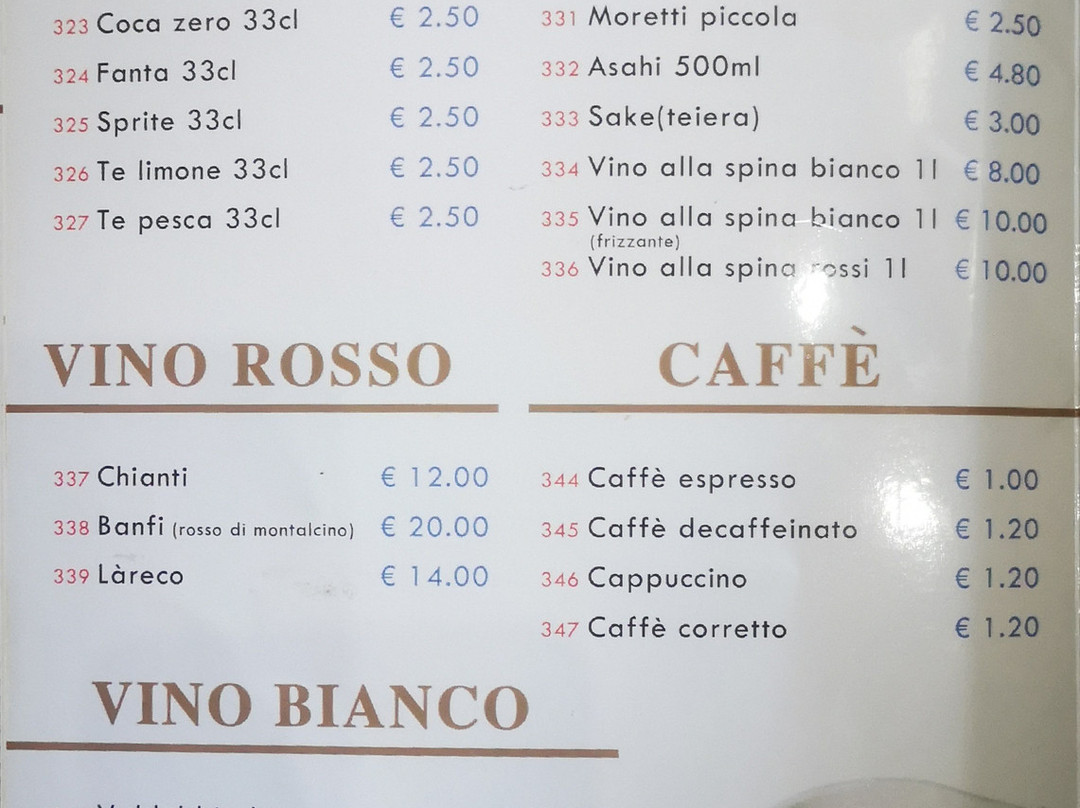 323 Coca zero 33cl € 2.50
324 Fanta 33cl € 2.50
325 Sprite 33cl € 2.50
326 Te limone 33cl € 2.50
327 Te pesca 33cl € 2.50
331 Moretti piccola € 2.50
332 Asahi 500ml € 4.80
333 Sake(teiera) € 3.00
334 Vino alla spina bianco 1l € 8.00
335 Vino alla spina bianco 1l € 10.00
(frizzante)
336 Vino alla spina rossi 1l € 10.00
VINO ROSSO
337 Chianti € 12.00
338 Banfi (rosso di montalcino) € 20.00
339 Làreco € 14.00
CAFFÈ
344 Caffè espresso € 1.00
345 Caffè decaffeinato € 1.20
346 Cappuccino € 1.20
347 Caffè corretto € 1.20
VINO BIANCO